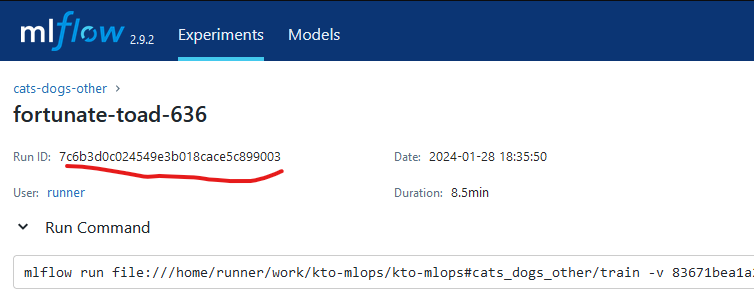 mlflow 2.9.2 Experiments Models
cats-dogs-other >
fortunate-toad-636
Run ID: 7c6b3d0c024549e3b018cace5c899003 Date: 2024-01-28 18:35:50
User: runner Duration: 8.5min
Run Command
mlflow run file:///home/runner/work/kto-mlops/kto-mlops#cats_dogs_other/train -v 83671bea1a